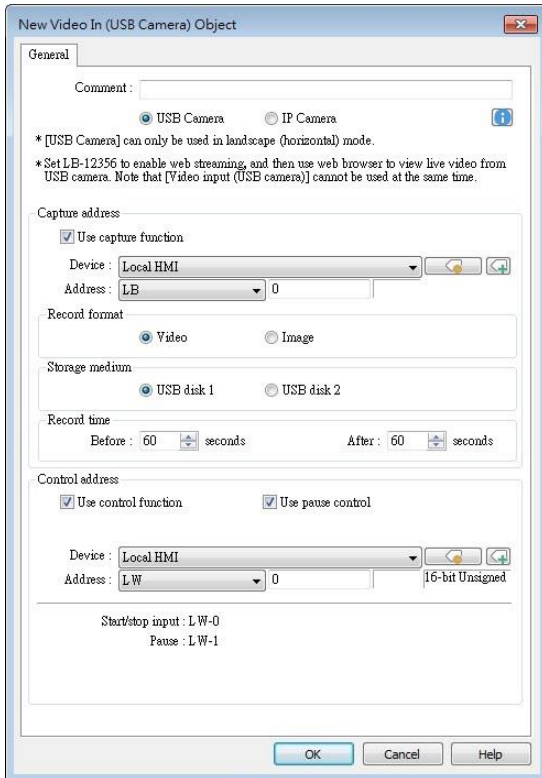 New Video In (USB Camera) Object
General
Comment :
USB Camera IP Camera
* [USB Camera] can only be used in landscape (horizontal) mode.
* Set LB-12356 to enable web streaming, and then use web browser to view live video from
USB camera. Note that [Video input (USB camera)] cannot be used at the same time.
Capture address
Use capture function
Device : Local HMI
Address : LB 0
Record format
Video Image
Storage medium
USB disk 1 USB disk 2
Record time
Before : 60 seconds After : 60 seconds
Control address
Use control function Use pause control
Device : Local HMI
Address : LW 0 16-bit Unsigned
Start/stop input : LW-0
Pause : LW-1
OK Cancel Help